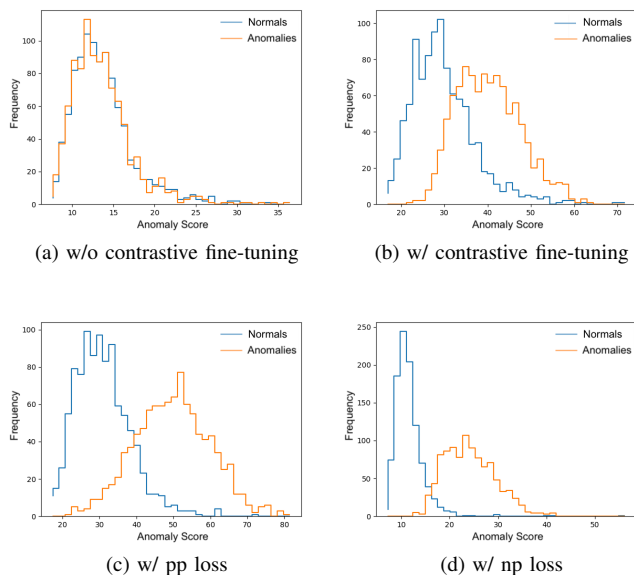 Normals
Anomalies
Frequency
100
80
60
40
20
0
10 15 20 25 30 35
Anomaly Score
(a) w/o contrastive fine-tuning
Normals
Anomalies
Frequency
100
80
60
40
20
0
20 30 40 50 60 70
Anomaly Score
(b) w/ contrastive fine-tuning
Normals
Anomalies
Frequency
100
80
60
40
20
0
20 30 40 50 60 70 80
Anomaly Score
(c) w/ pp loss
Normals
Anomalies
Frequency
250
200
150
100
50
0
10 20 30 40 50
Anomaly Score
(d) w/ np loss